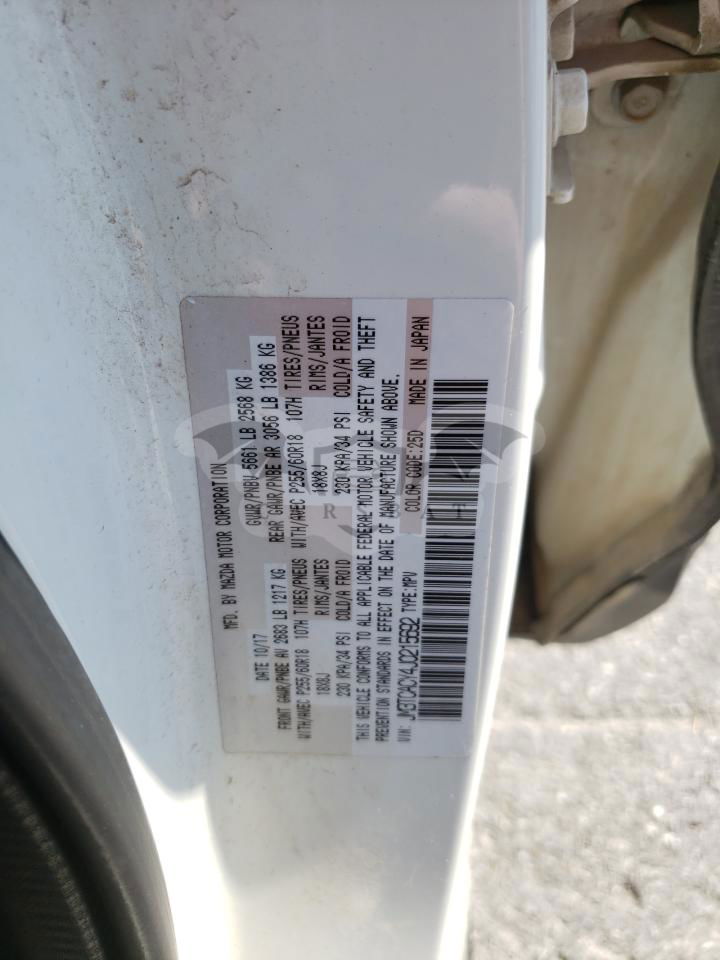 MFD. BY MAZDA MOTOR CORPORATION
DATE 10/17 GVWR/PNBV 5661 LB 2568 KG
FRONT GAWR/PNBE AV 2683 LB 1217 KG REAR GAWR/PNBE AR 3056 LB 1386 KG
WITH/AVEC P255/60R18 107H TIRES/PNEUS WITH/AVEC P255/60R18 107H TIRES/PNEUS
18X8J RIMS/JANTES 18X8J RIMS/JANTES
230 KPA/34 PSI COLD/A FROID 230 KPA/34 PSI COLD/A FROID
THIS VEHICLE CONFORMS TO ALL APPLICABLE FEDERAL MOTOR VEHICLE SAFETY AND THEFT
PREVENTION STANDARDS IN EFFECT ON THE DATE OF MANUFACTURE SHOWN ABOVE.
VIN: JM3TCACY4J0215692 TYPE:MPV COLOR CODE:25D MADE IN JAPAN